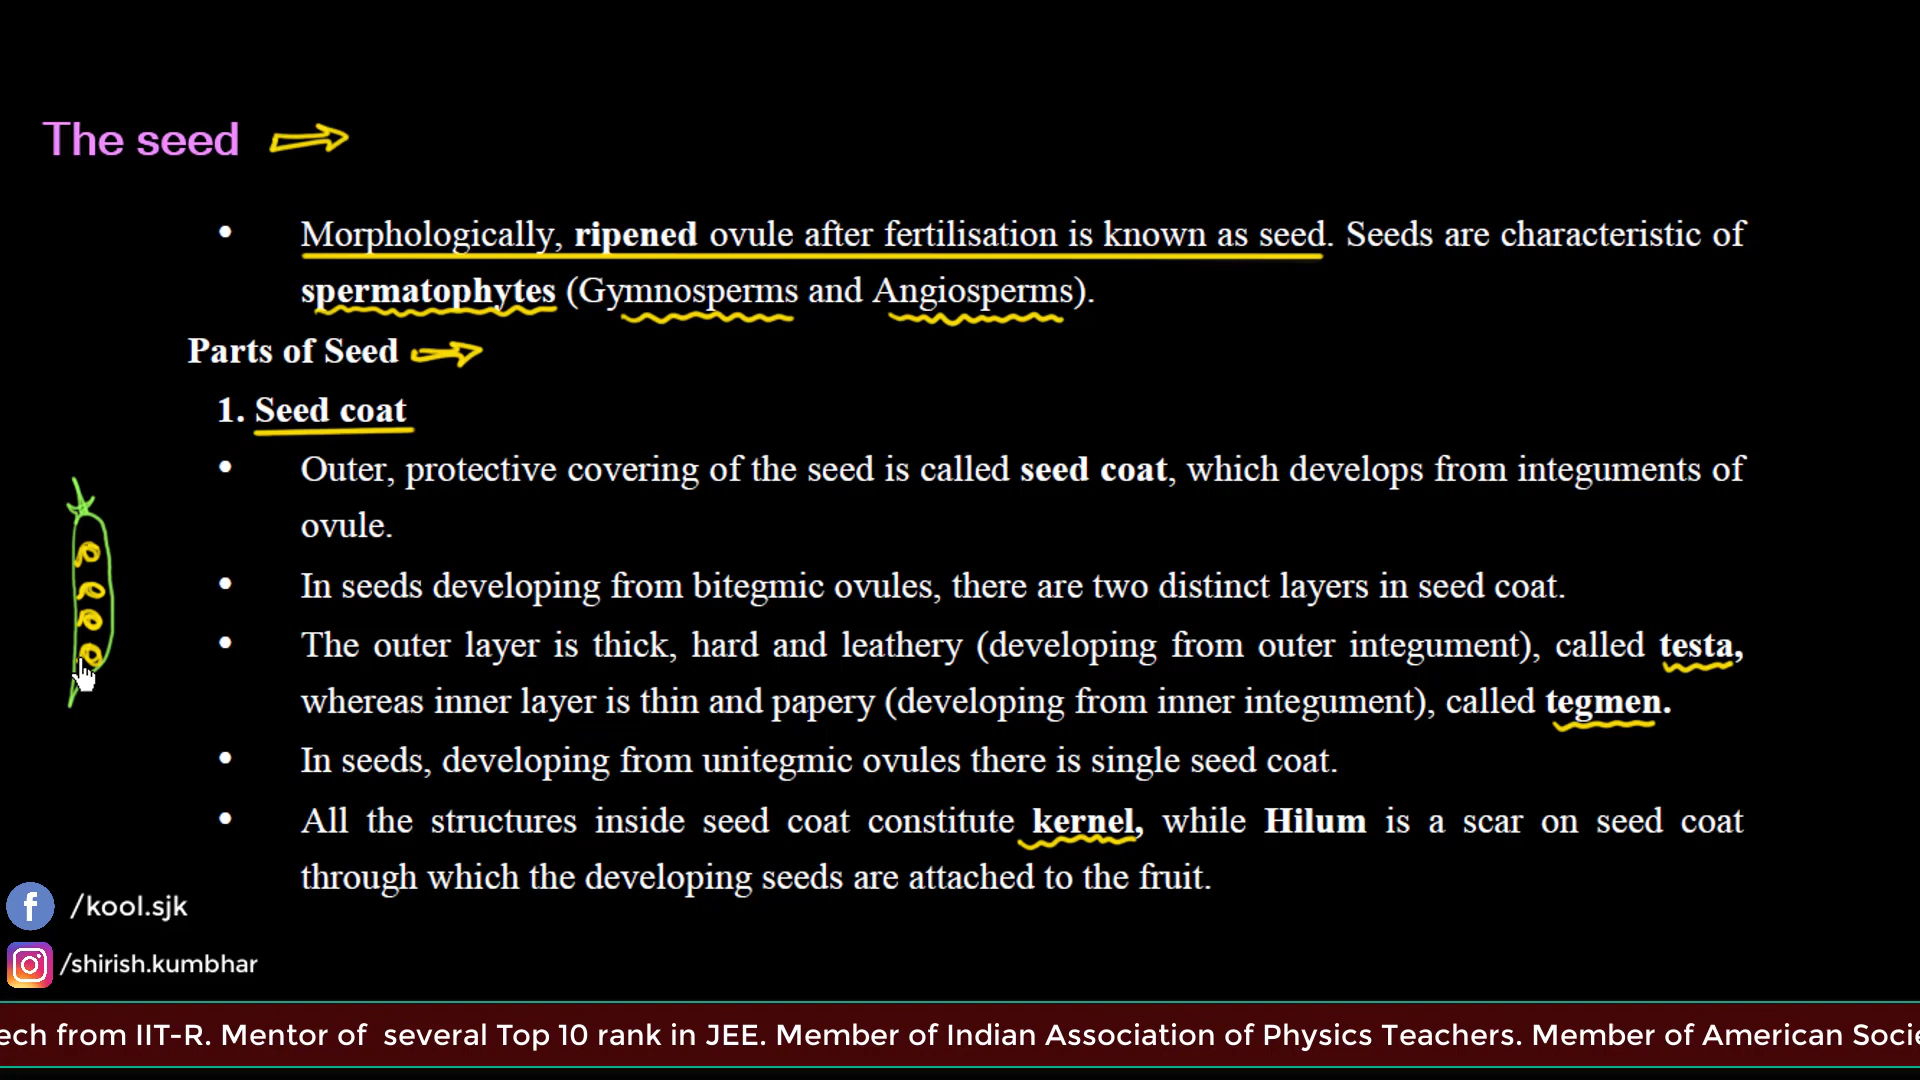 The seed
• Morphologically, ripened ovule after fertilisation is known as seed. Seeds are characteristic of
spermatophytes (Gymnosperms and Angiosperms).
Parts of Seed
1. Seed coat
• Outer, protective covering of the seed is called seed coat, which develops from integuments of
ovule.
• In seeds developing from bitegmic ovules, there are two distinct layers in seed coat.
• The outer layer is thick, hard and leathery (developing from outer integument), called testa,
whereas inner layer is thin and papery (developing from inner integument), called tegmen.
• In seeds, developing from unitegmic ovules there is single seed coat.
• All the structures inside seed coat constitute kernel, while Hilum is a scar on seed coat
through which the developing seeds are attached to the fruit.
f /kool.sjk
/shirish.kumbhar
ech from IIT-R. Mentor of several Top 10 rank in JEE. Member of Indian Association of Physics Teachers. Member of American Socie